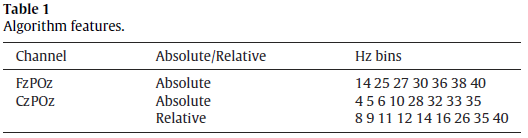 Table 1
Algorithm features.
Channel Absolute/Relative Hz bins
FzPOz Absolute 14 25 27 30 36 38 40
CzPOz Absolute 4 5 6 10 28 32 33 35
Relative 8 9 11 12 14 16 26 35 40